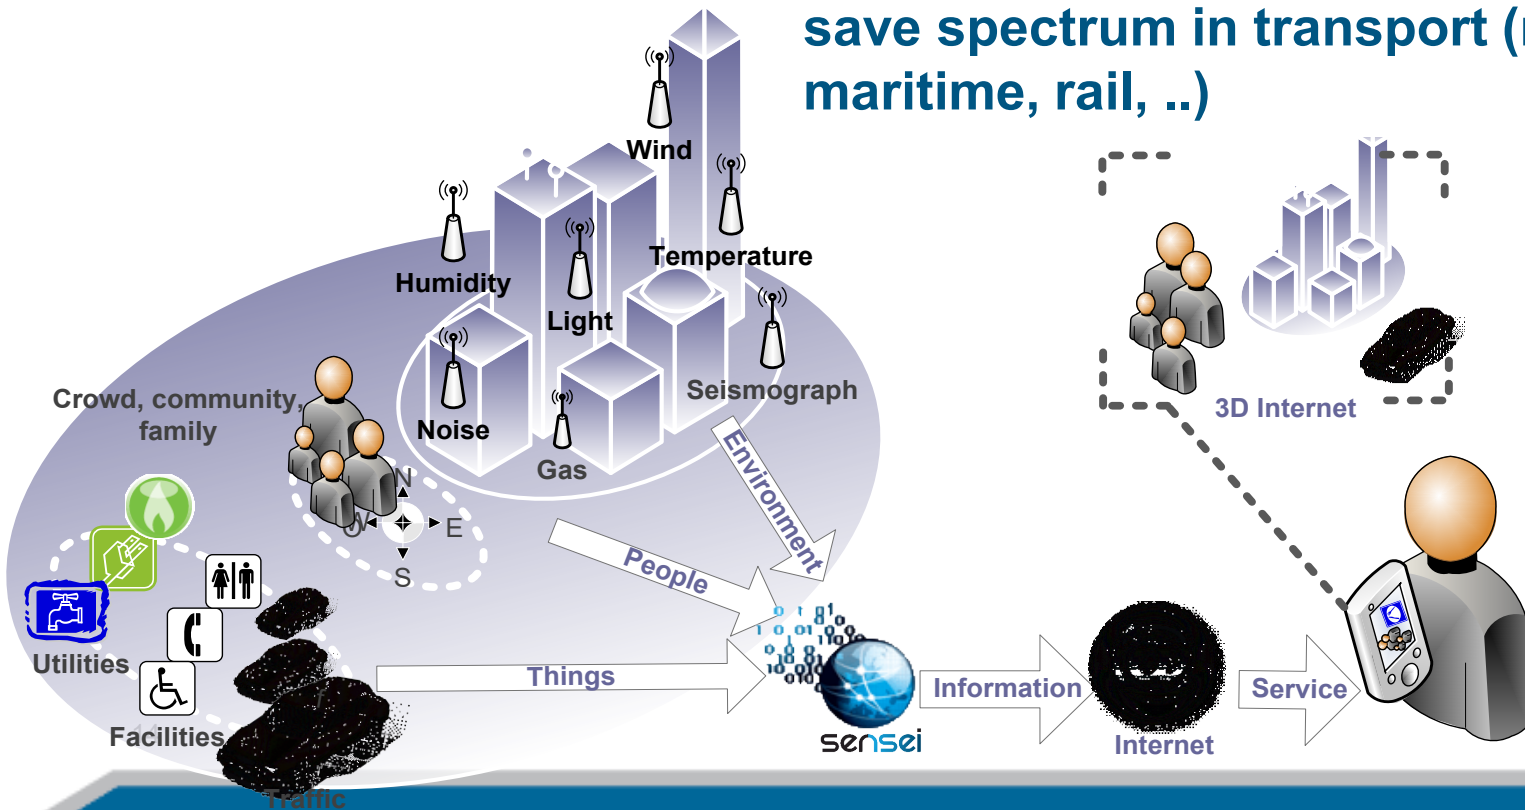 save spectrum in transport (
maritime, rail, ..)
Wind
Temperature
Humidity
Light
Seismograph
Noise
Gas
Crowd, community,
family
N
E
S
Utilities
Facilities
Traffic
Environment
People
Things
sensei
Information
Internet
Service
3D Internet